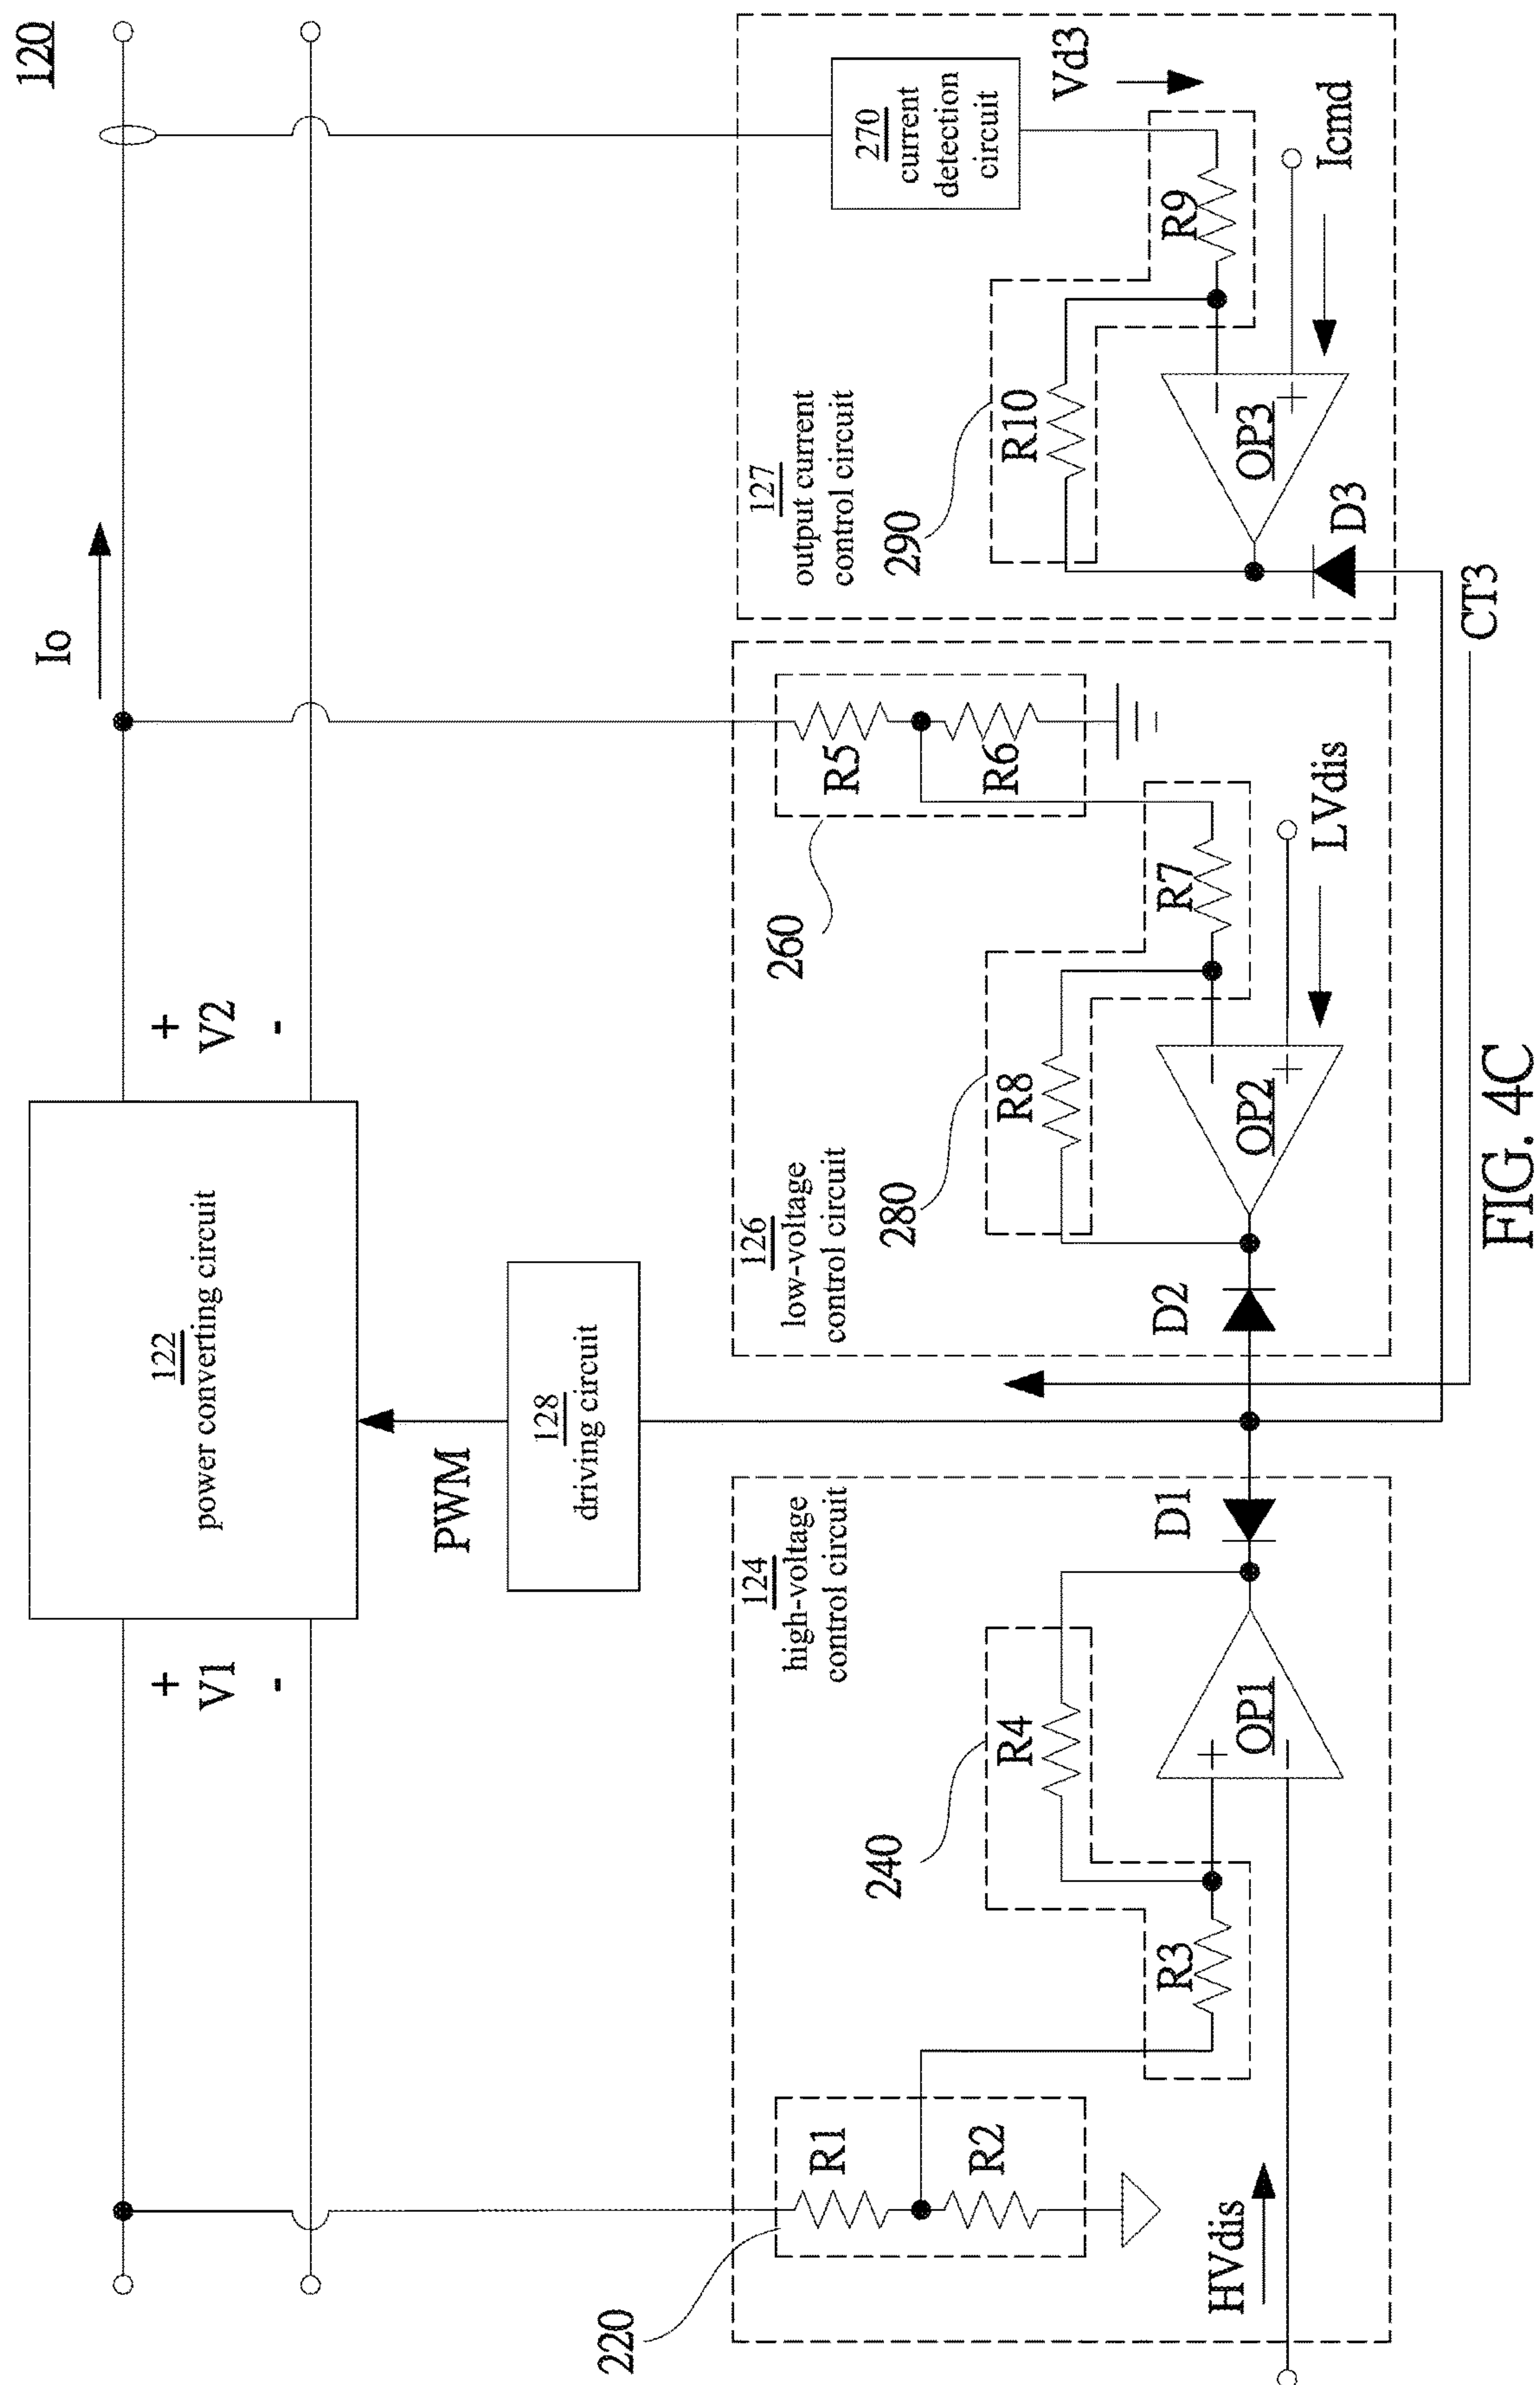 120
Io
+
V1
-
122
power converting circuit
+
V2
-
PWM
128
driving circuit
124
high-voltage
control circuit
220
R1
R2
240
R4
R3
+
-
OP1
D1
HVdis
126
low-voltage
control circuit
260
R5
R6
280
R8
R7
-
+
OP2
D2
LVdis
127
output current
control circuit
270
current
detection
circuit
Vd3
290
R10
R9
-
+
OP3
D3
Icmd
CT3
FIG. 4C